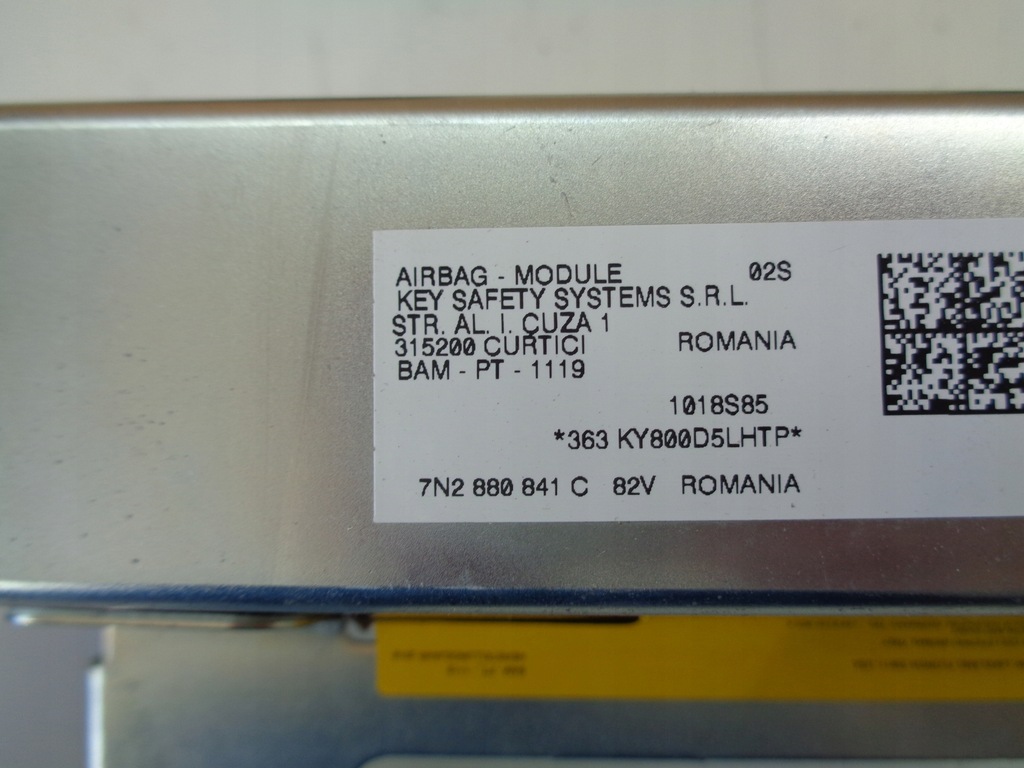 AIRBAG - MODULE 02S
KEY SAFETY SYSTEMS S.R.L.
STR. AL. I. CUZA 1
315200 CURTICI ROMANIA
BAM - PT - 1119
1018S85
*363 KY800D5LHTP*
7N2 880 841 C 82V ROMANIA